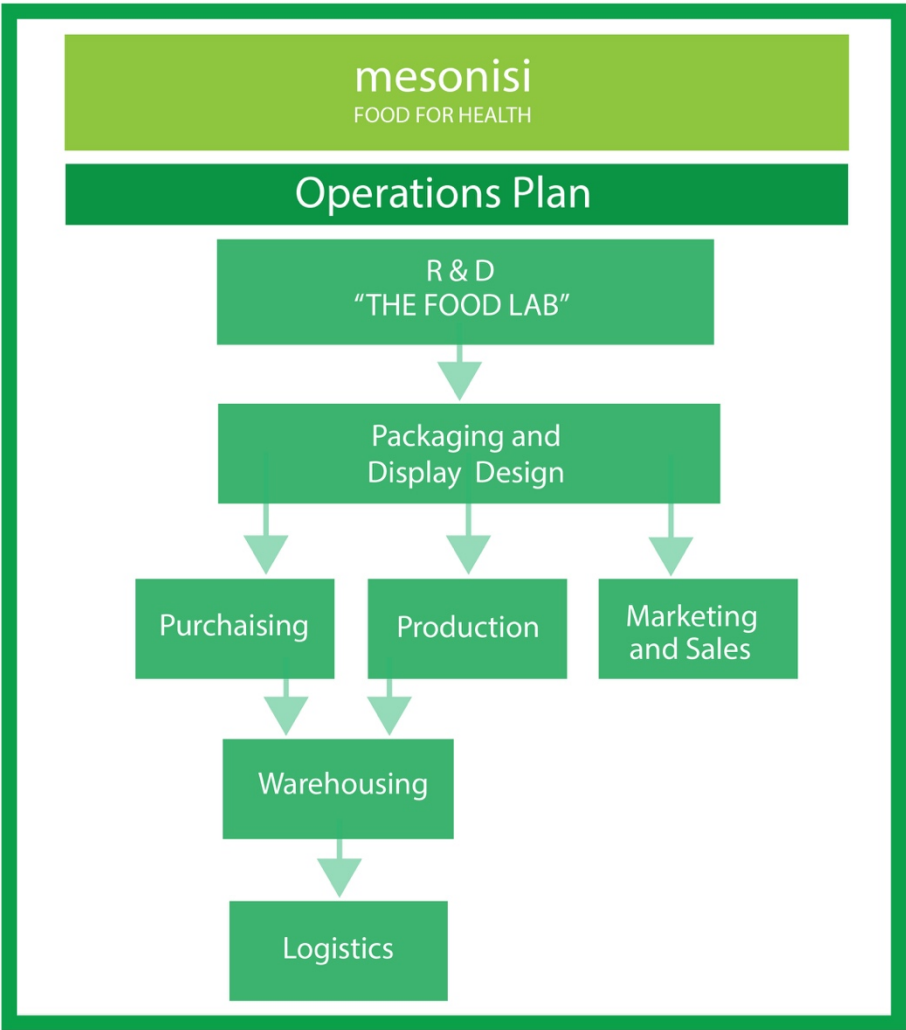 mesonisi
FOOD FOR HEALTH
Operations Plan
R & D
“THE FOOD LAB”
Packaging and
Display Design
Purchaising
Production
Marketing
and Sales
Warehousing
Logistics